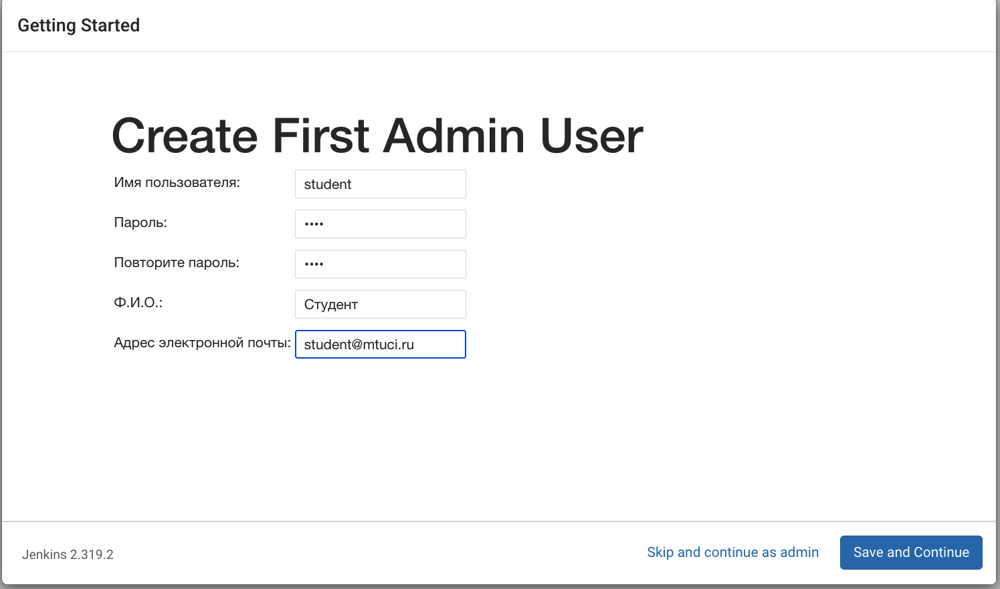 Getting Started
Create First Admin User
Имя пользователя: student
Пароль: ••••
Повторите пароль: ••••
Ф.И.О.: Студент
Адрес электронной почты: student@mtuci.ru
Jenkins 2.319.2 Skip and continue as admin Save and Continue